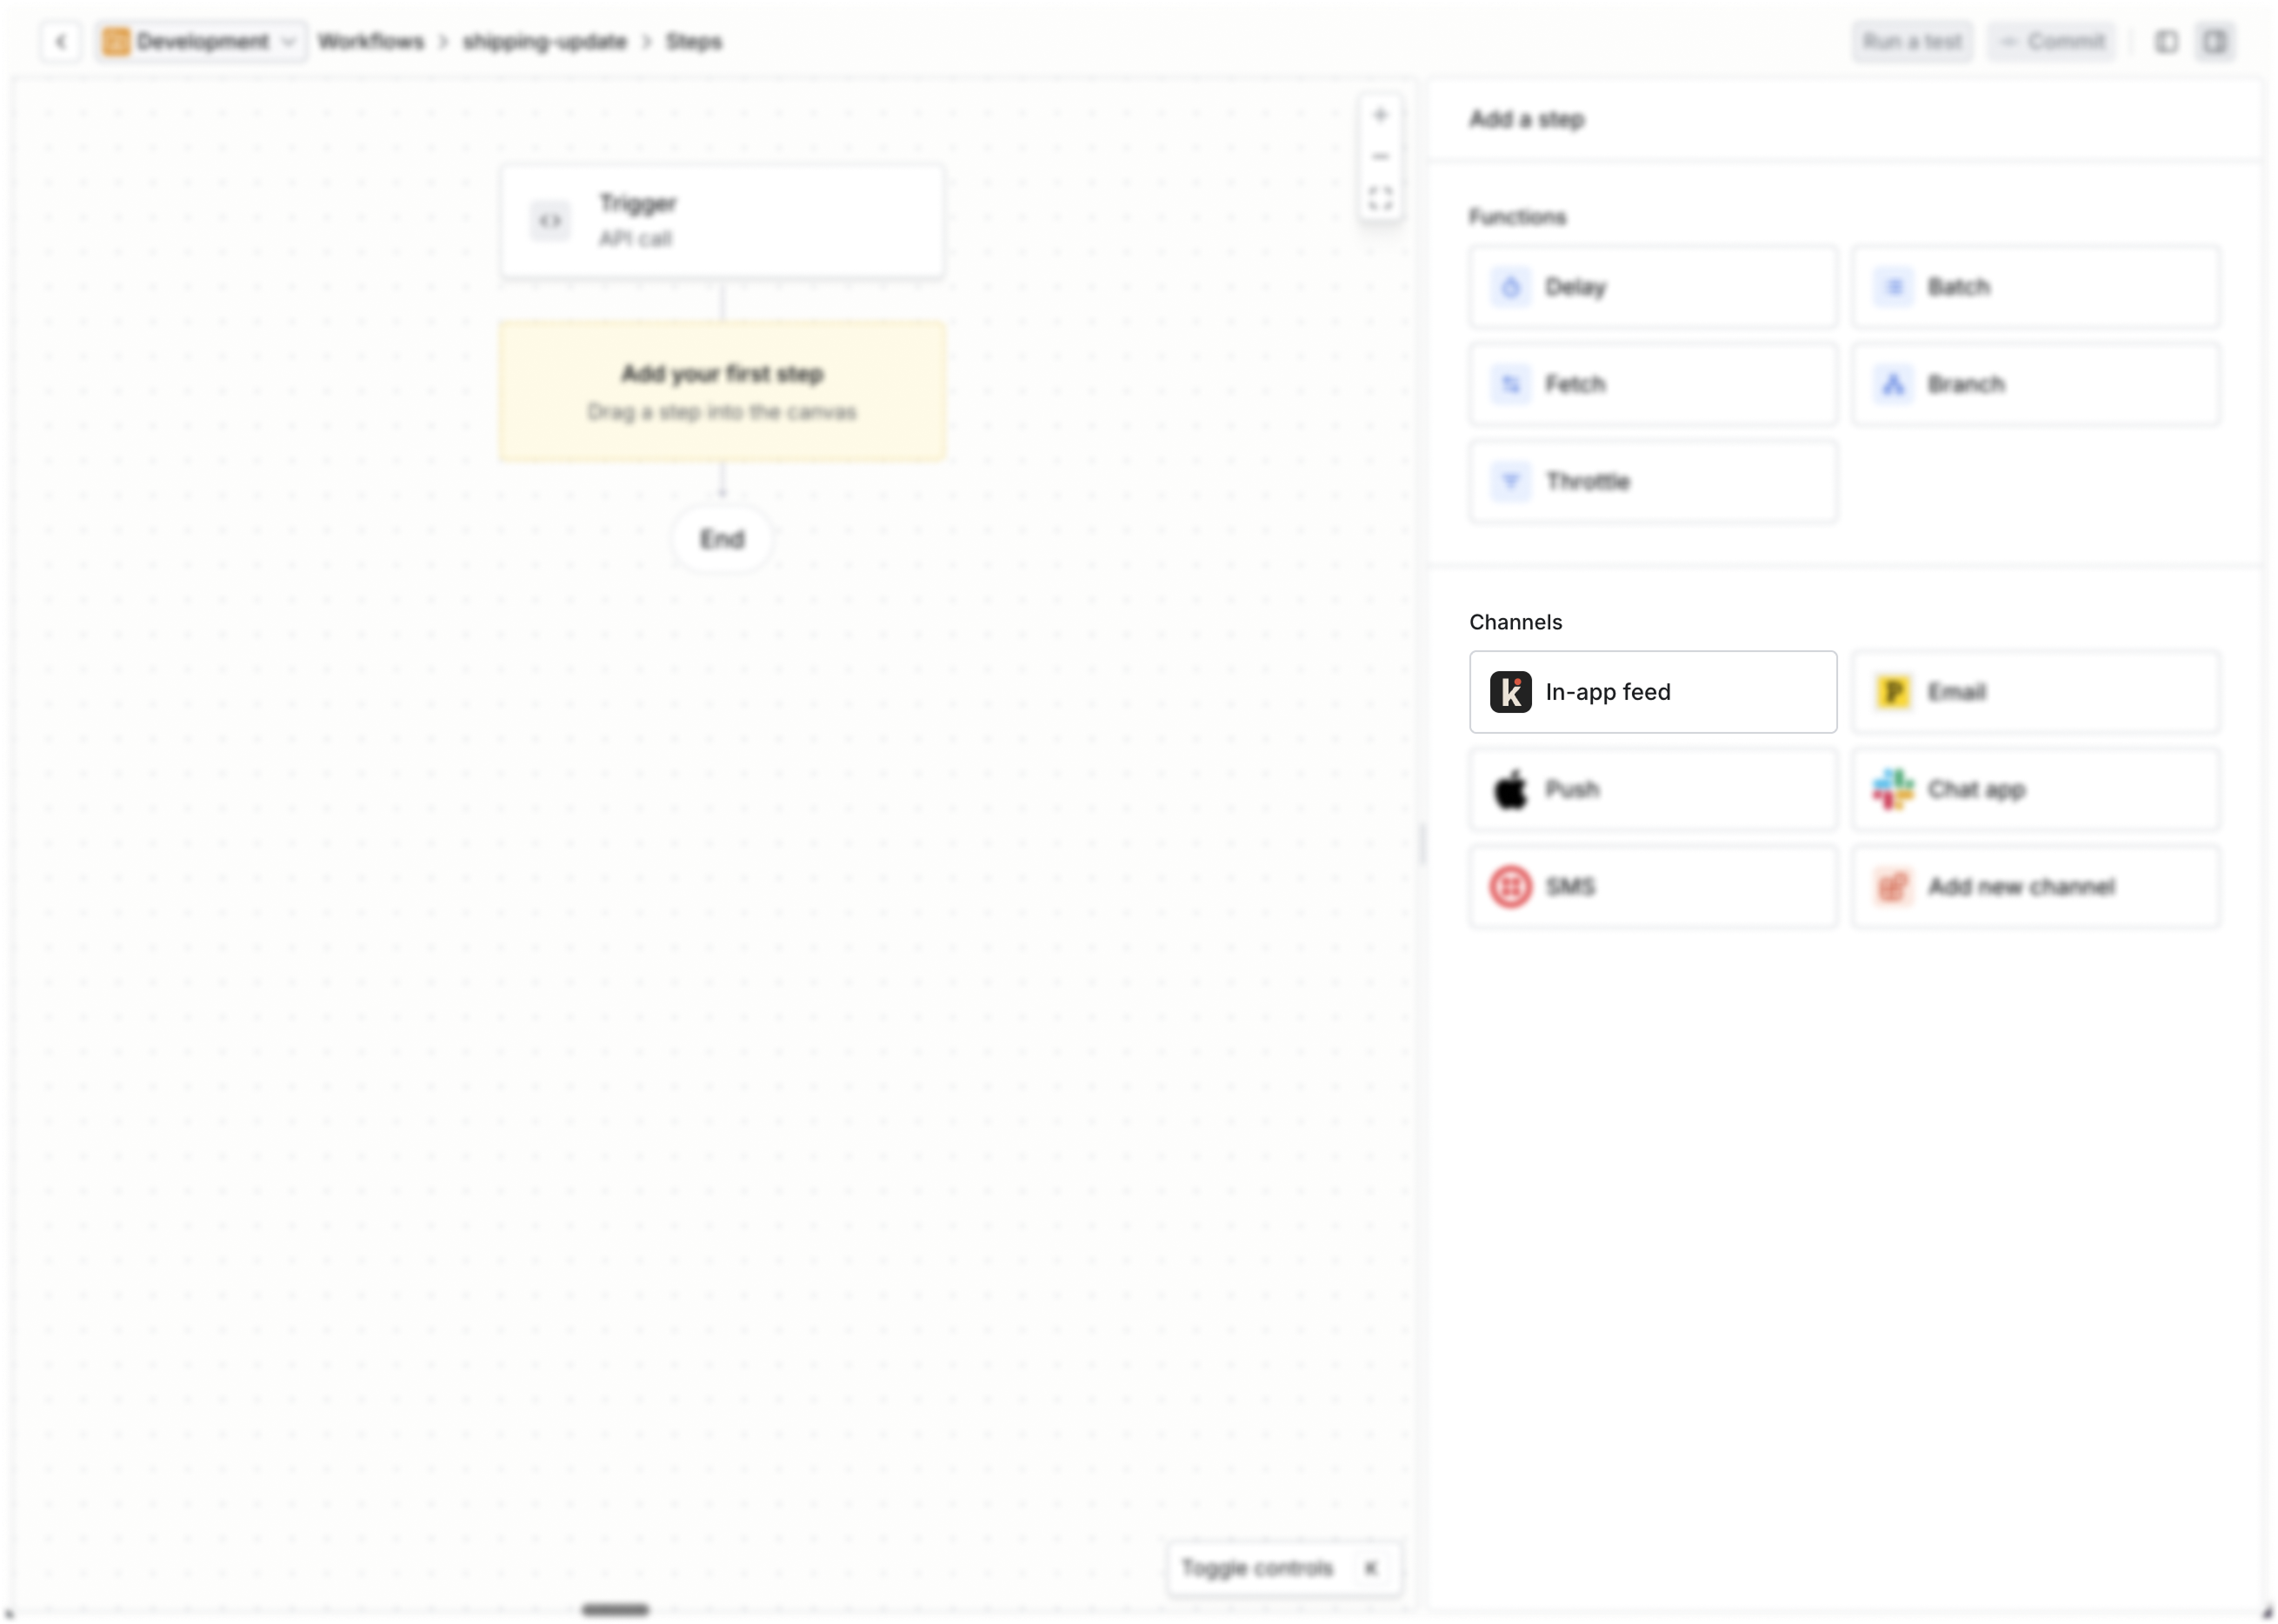 Development Workflows > shipping-update > Steps Run a test Commit
Add a step
Trigger
API call
Functions
Delay
Batch
Add your first step
Drag a step into the canvas
Fetch
Branch
Throttle
End
Channels
In-app feed
Email
Push
Chat app
SMS
Add new channel
Toggle controls K